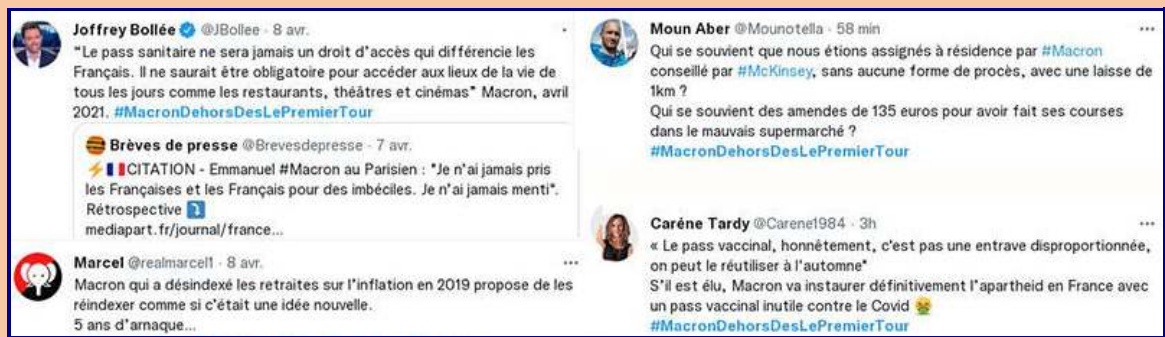 Joffrey Bollée @JBollee · 8 avr.
“Le pass sanitaire ne sera jamais un droit d’accès qui différencie les
Français. Il ne saurait être obligatoire pour accéder aux lieux de la vie de
tous les jours comme les restaurants, théâtres et cinémas” Macron, avril
2021. #MacronDehorsDesLePremierTour
Brèves de presse @Brevesdepresse · 7 avr.
⚡🇫🇷CITATION - Emmanuel #Macron au Parisien : "Je n’ai jamais pris
les Françaises et les Français pour des imbéciles. Je n’ai jamais menti".
Rétrospective ⤵️
mediapart.fr/journal/france...
Marcel @realmarcel1 · 8 avr.
Macron qui a désindexé les retraites sur l’inflation en 2019 propose de les
réindexer comme si c’était une idée nouvelle.
5 ans d’arnaque...
Moun Aber @Mounotella · 58 min
Qui se souvient que nous étions assignés à résidence par #Macron
conseillé par #McKinsey, sans aucune forme de procès, avec une laisse de
1km ?
Qui se souvient des amendes de 135 euros pour avoir fait ses courses
dans le mauvais supermarché ?
#MacronDehorsDesLePremierTour
Caréne Tardy @Carene1984 · 3h
« Le pass vaccinal, honnêtement, c'est pas une entrave disproportionnée,
on peut le réutiliser à l’automne"
S’il est élu, Macron va instaurer définitivement l’apartheid en France avec
un pass vaccinal inutile contre le Covid 🤮
#MacronDehorsDesLePremierTour